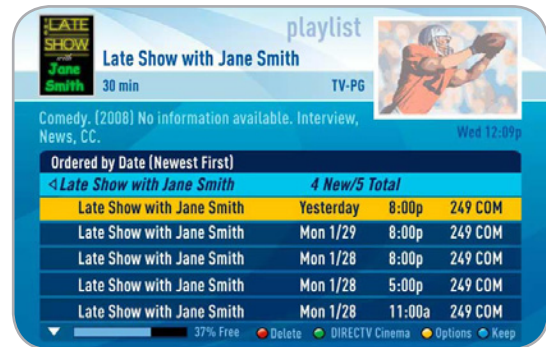 LATE
SHOW
with
Jane
Smith
playlist
Late Show with Jane Smith
30 min TV-PG
Comedy. (2008) No information available. Interview,
News, CC.
Wed 12:09p
Ordered by Date (Newest First)
Late Show with Jane Smith 4 New/5 Total
Late Show with Jane Smith Yesterday 8:00p 249 COM
Late Show with Jane Smith Mon 1/29 8:00p 249 COM
Late Show with Jane Smith Mon 1/28 8:00p 249 COM
Late Show with Jane Smith Mon 1/28 5:00p 249 COM
Late Show with Jane Smith Mon 1/28 11:00a 249 COM
37% Free Delete DIRECTV Cinema Options Keep